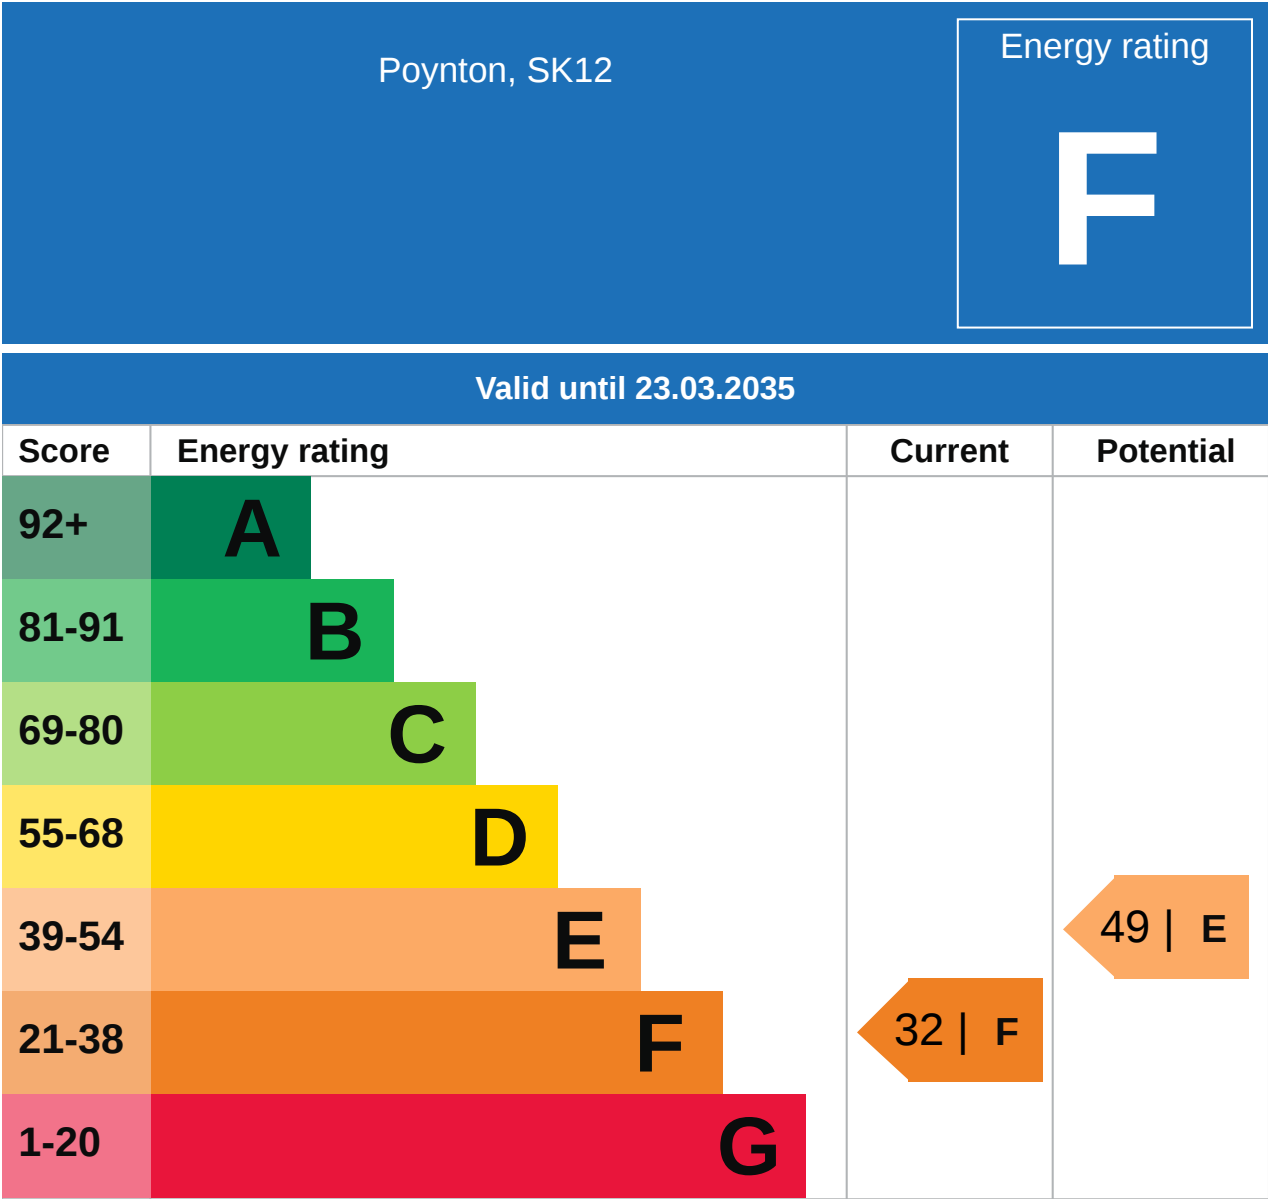 Poynton, SK12
Energy rating
F
Valid until 23.03.2035
Score Energy rating Current Potential
92+ A
81-91 B
69-80 C
55-68 D
39-54 E 49 | E
21-38 F 32 | F
1-20 G